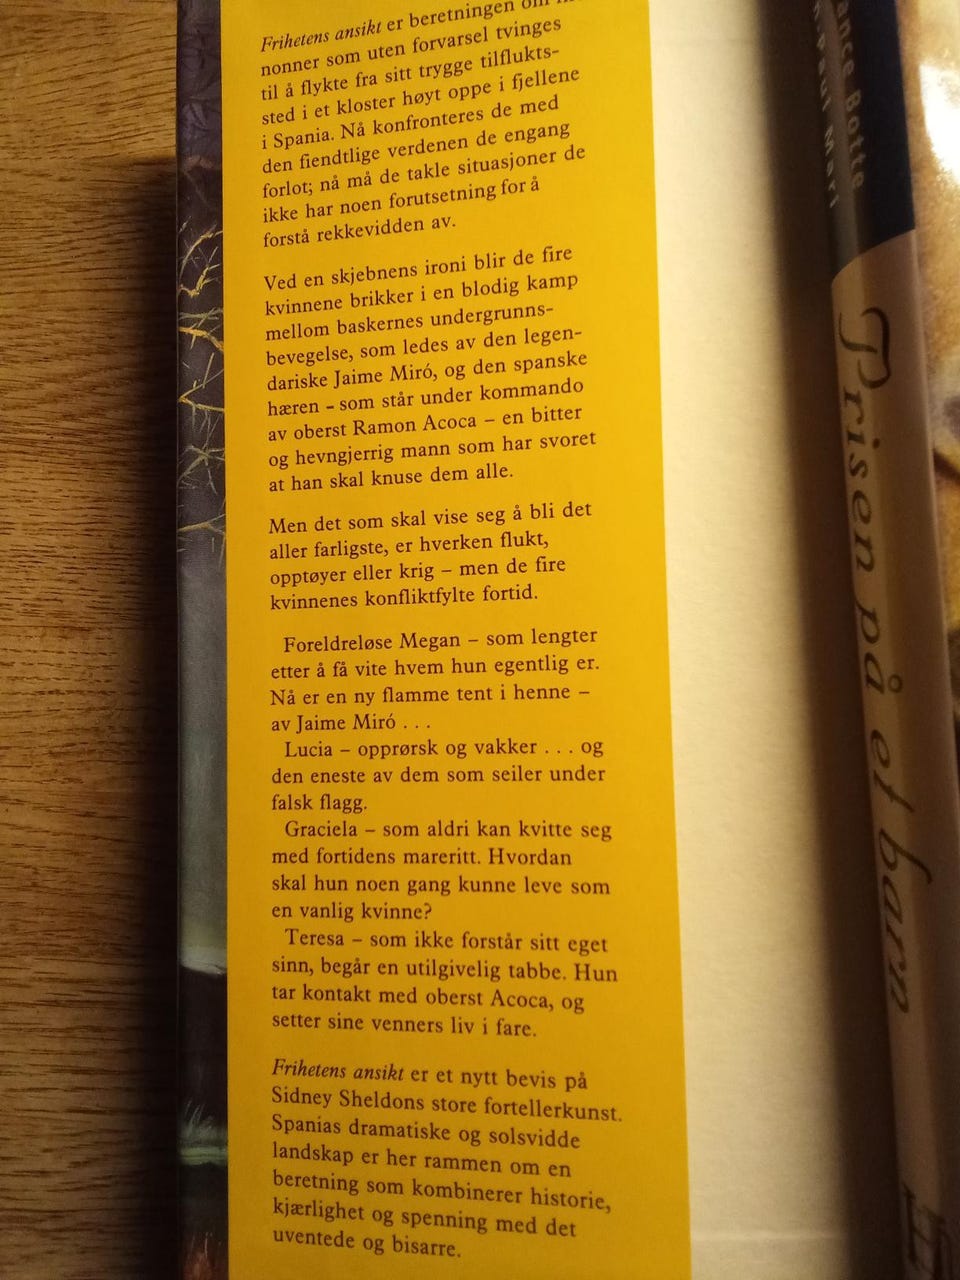 Frihetens ansikt er beretningen om
nonner som uten forvarsel tvinges
til å flykte fra sitt trygge tilflukts-
sted i et kloster høyt oppe i fjellene
i Spania. Nå konfronteres de med
den fiendtlige verdenen de engang
forlot; nå må de takle situasjoner de
ikke har noen forutsetning for å
forstå rekkevidden av.
Ved en skjebnens ironi blir de fire
kvinnene brikker i en blodig kamp
mellom baskernes undergrunns-
bevegelse, som ledes av den legen-
dariske Jaime Miró, og den spanske
hæren - som står under kommando
av oberst Ramon Acoca – en bitter
og hevngjerrig mann som har svoret
at han skal knuse dem alle.
Men det som skal vise seg å bli det
aller farligste, er hverken flukt,
opptøyer eller krig – men de fire
kvinnenes konfliktfylte fortid.
Foreldreløse Megan – som lengter
etter å få vite hvem hun egentlig er.
Nå er en ny flamme tent i henne –
av Jaime Miró . . .
Lucia – opprørsk og vakker . . . og
den eneste av dem som seiler under
falsk flagg.
Graciela – som aldri kan kvitte seg
med fortidens mareritt. Hvordan
skal hun noen gang kunne leve som
en vanlig kvinne?
Teresa – som ikke forstår sitt eget
sinn, begår en utilgivelig tabbe. Hun
tar kontakt med oberst Acoca, og
setter sine venners liv i fare.
Frihetens ansikt er et nytt bevis på
Sidney Sheldons store fortellerkunst.
Spanias dramatiske og solsvidde
landskap er her rammen om en
beretning som kombinerer historie,
kjærlighet og spenning med det
uventede og bisarre.
Botte
Mari
Prisen på et barn